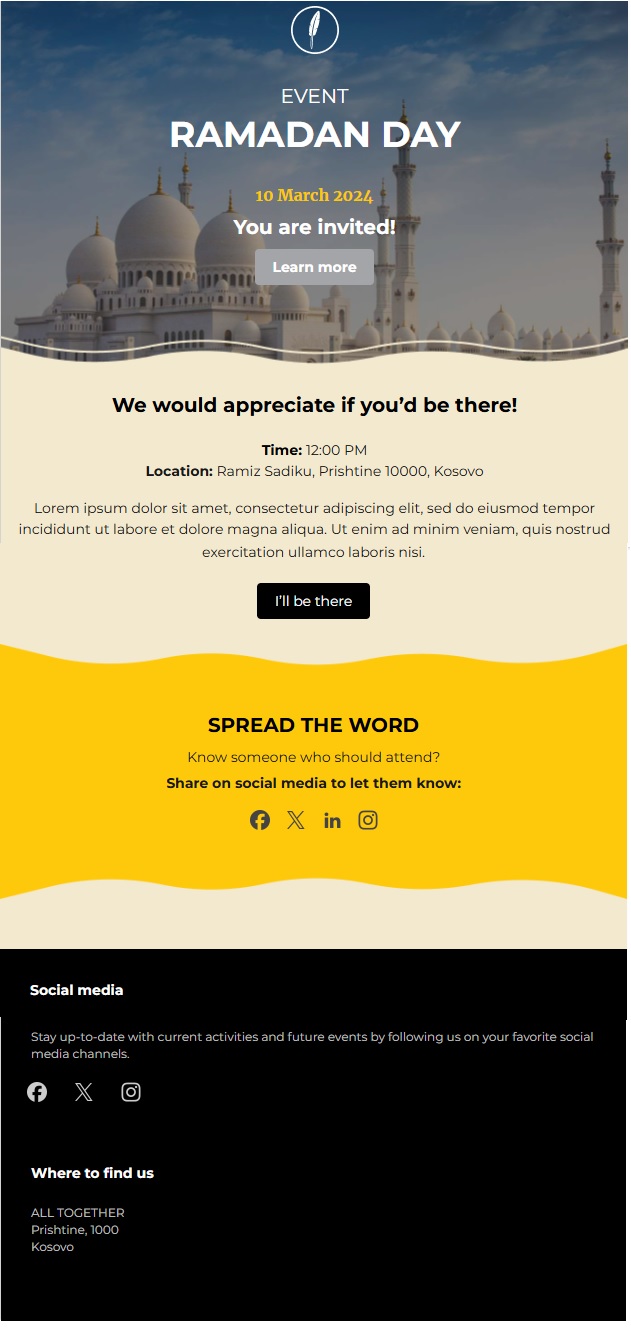 EVENT
RAMADAN DAY
10 March 2024
You are invited!
Learn more
We would appreciate if you’d be there!
Time: 12:00 PM
Location: Ramiz Sadiku, Prishtine 10000, Kosovo
Lorem ipsum dolor sit amet, consectetur adipiscing elit, sed do eiusmod tempor
incididunt ut labore et dolore magna aliqua. Ut enim ad minim veniam, quis nostrud
exercitation ullamco laboris nisi.
I’ll be there
SPREAD THE WORD
Know someone who should attend?
Share on social media to let them know:
Social media
Stay up-to-date with current activities and future events by following us on your favorite social
media channels.
Where to find us
ALL TOGETHER
Prishtine, 1000
Kosovo